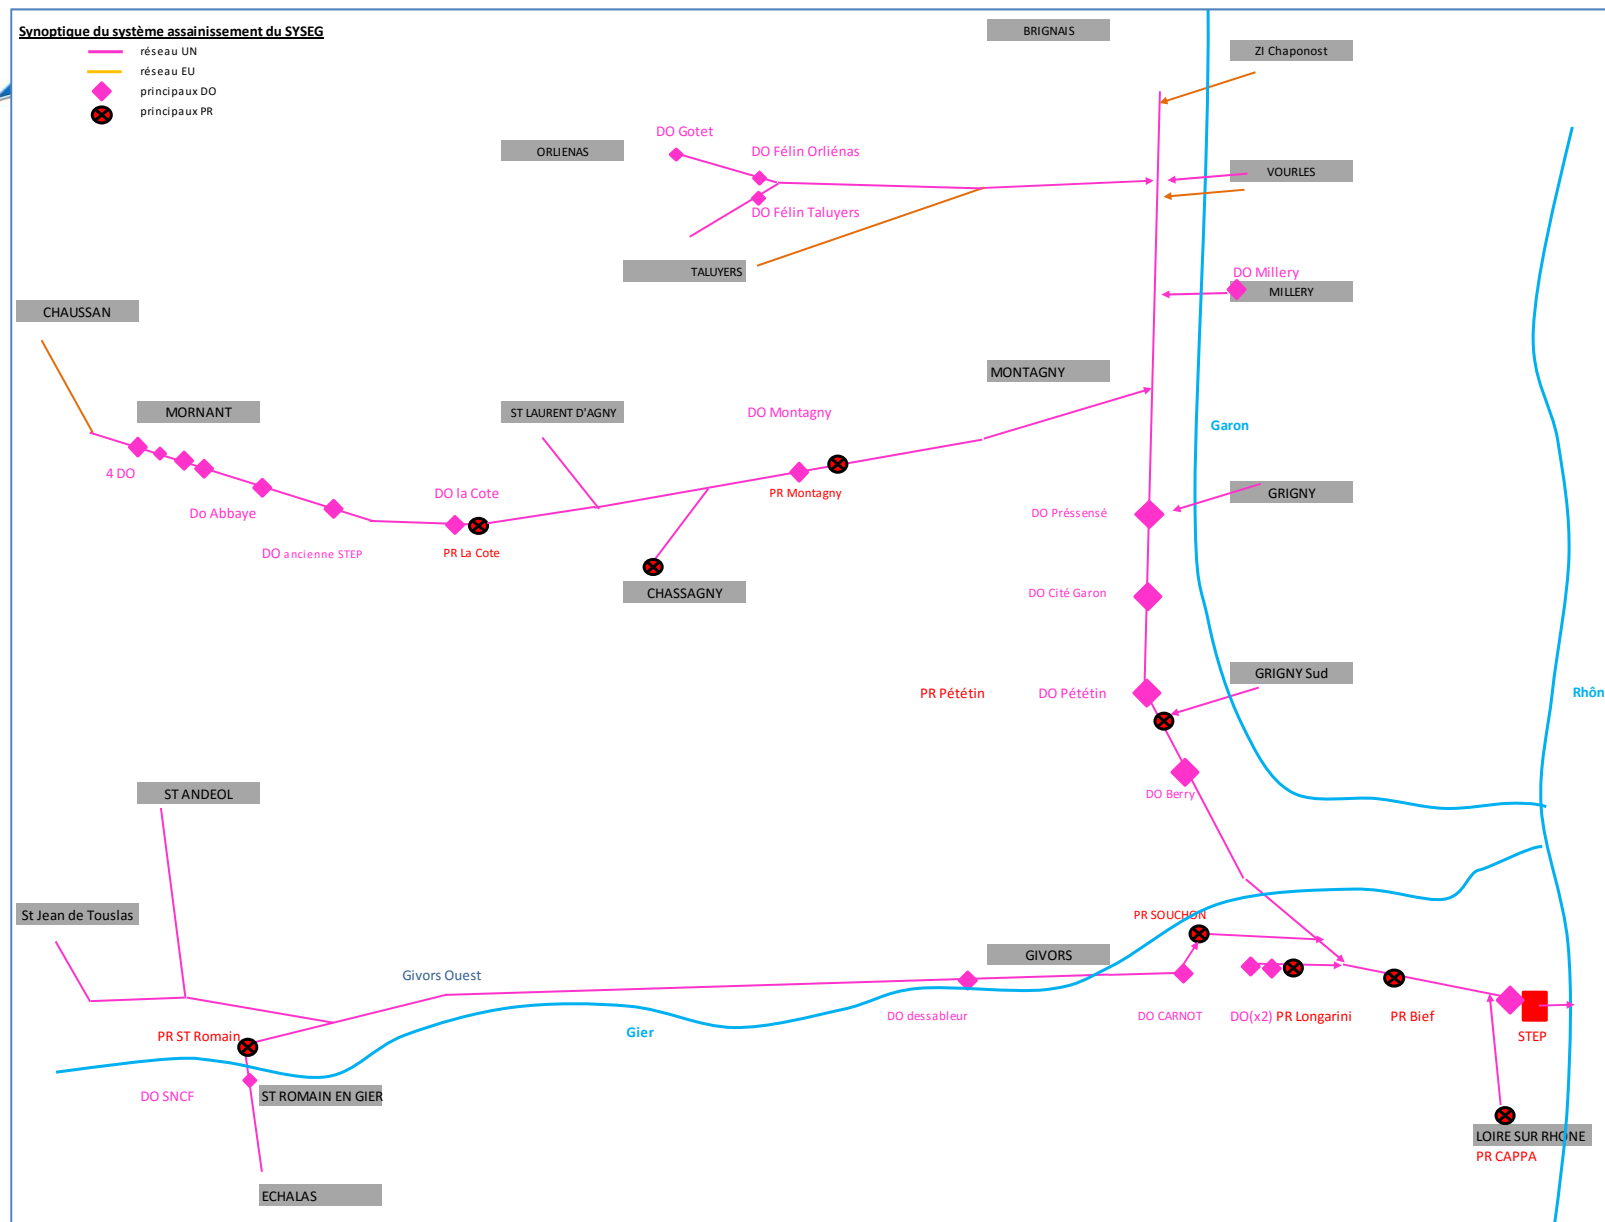 Synoptique du système assainissement du SYSEG
réseau UN
réseau EU
principaux DO
principaux PR
BRIGNAIS
ZI Chaponost
DO Gotet
ORLIENAS
DO Félin Orliénas
VOURLES
DO Félin Taluyers
TALUYERS
DO Millery
MILLERY
CHAUSSAN
MONTAGNY
MORNANT
ST LAURENT D'AGNY
DO Montagny
Garon
4 DO
DO la Cote
PR Montagny
GRIGNY
Do Abbaye
DO Préssensé
DO ancienne STEP
PR La Cote
CHASSAGNY
DO Cité Garon
GRIGNY Sud
PR Pététin
DO Pététin
Rhôn
ST ANDEOL
DO Berry
St Jean de Touslas
PR SOUCHON
GIVORS
Givors Ouest
DO dessableur
DO CARNOT
DO(x2)
PR Longarini
PR Bief
Gier
PR ST Romain
STEP
DO SNCF
ST ROMAIN EN GIER
LOIRE SUR RHONE
PR CAPPA
ECHALAS